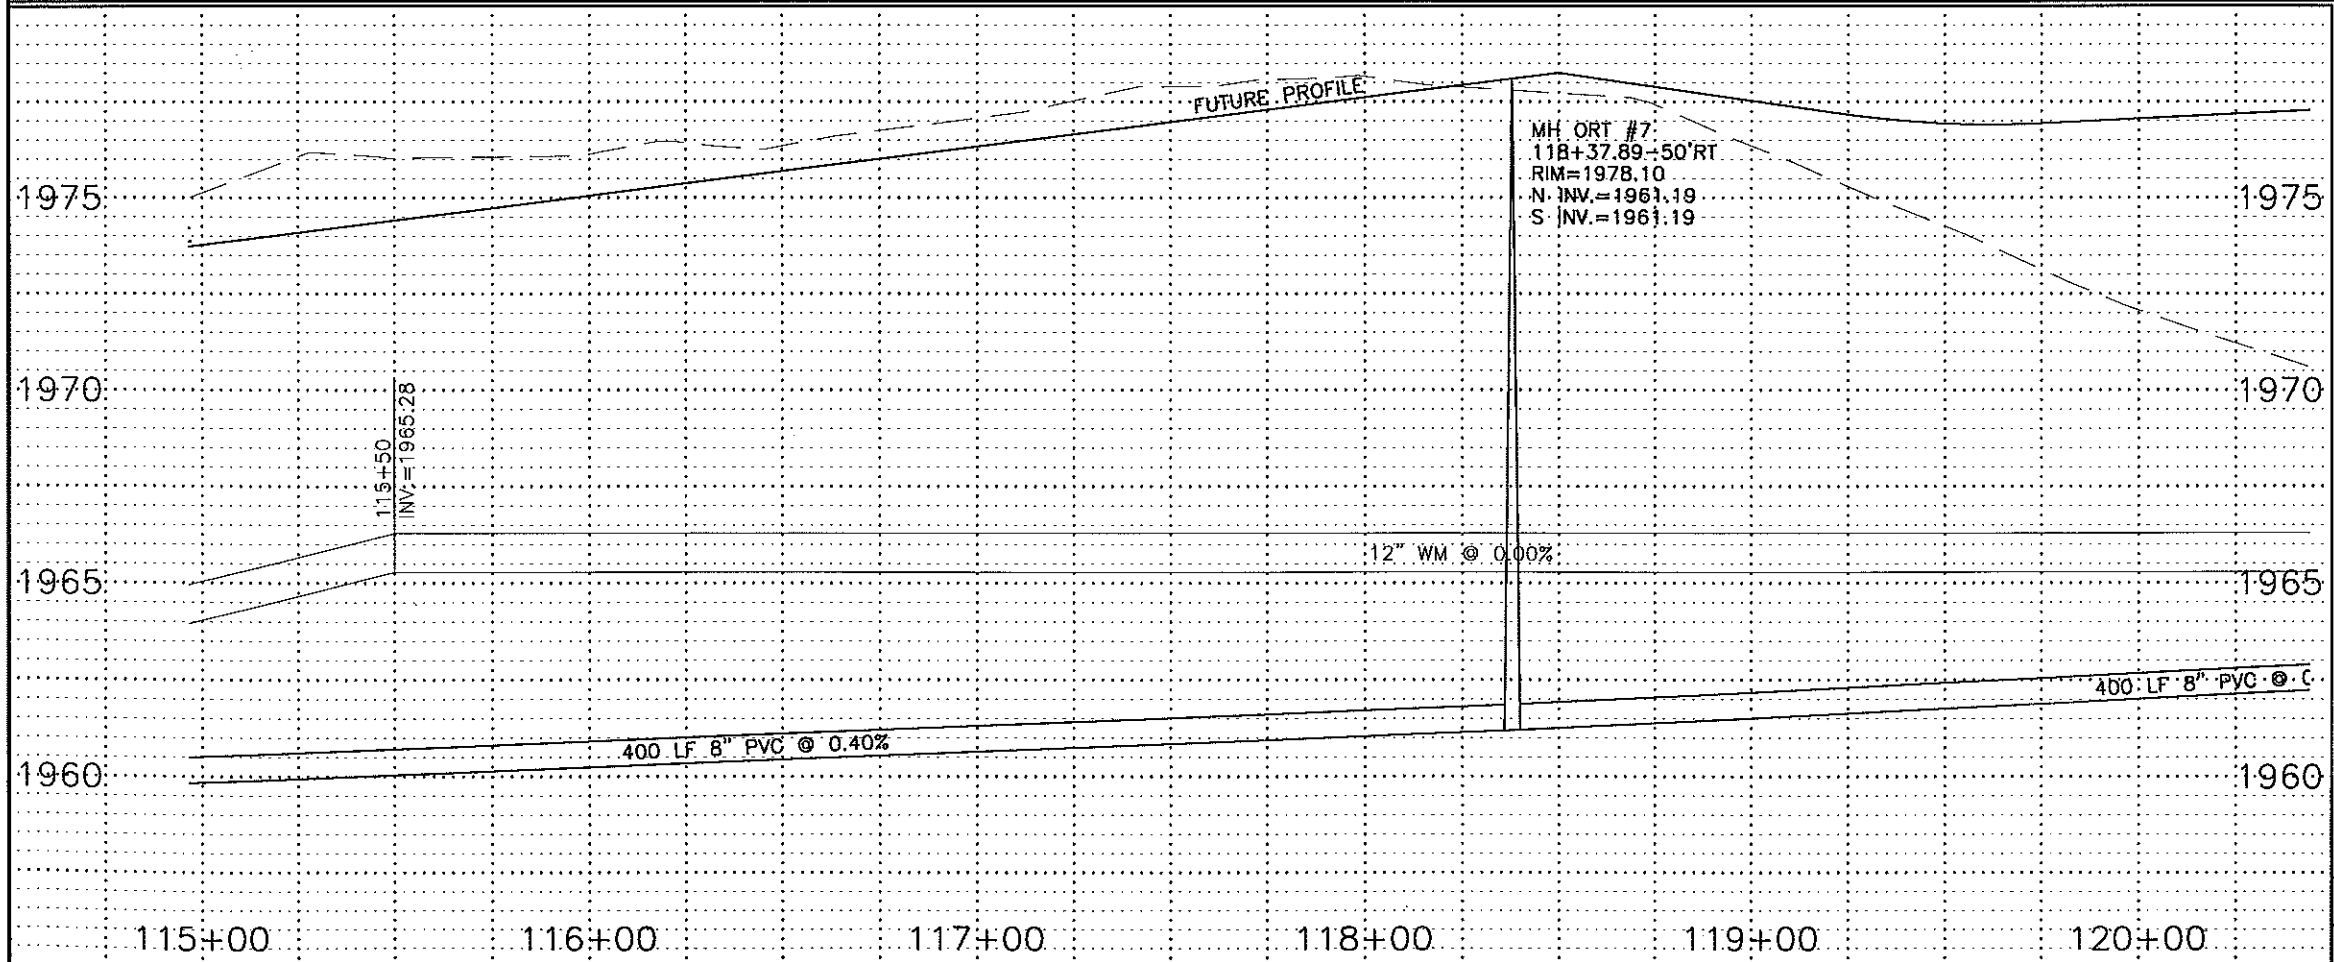 FUTURE PROFILE
MH ORT #7
118+37.89-50'RT
RIM=1978.10
N INV.=1961.19
S INV.=1961.19
1975
1975
1970
1970
115+50
INV.=1965.28
12" WM @ 0.00%
1965
1965
400 LF 8" PVC @ 0.40%
400 LF 8" PVC @
1960
1960
115+00 116+00 117+00 118+00 119+00 120+00